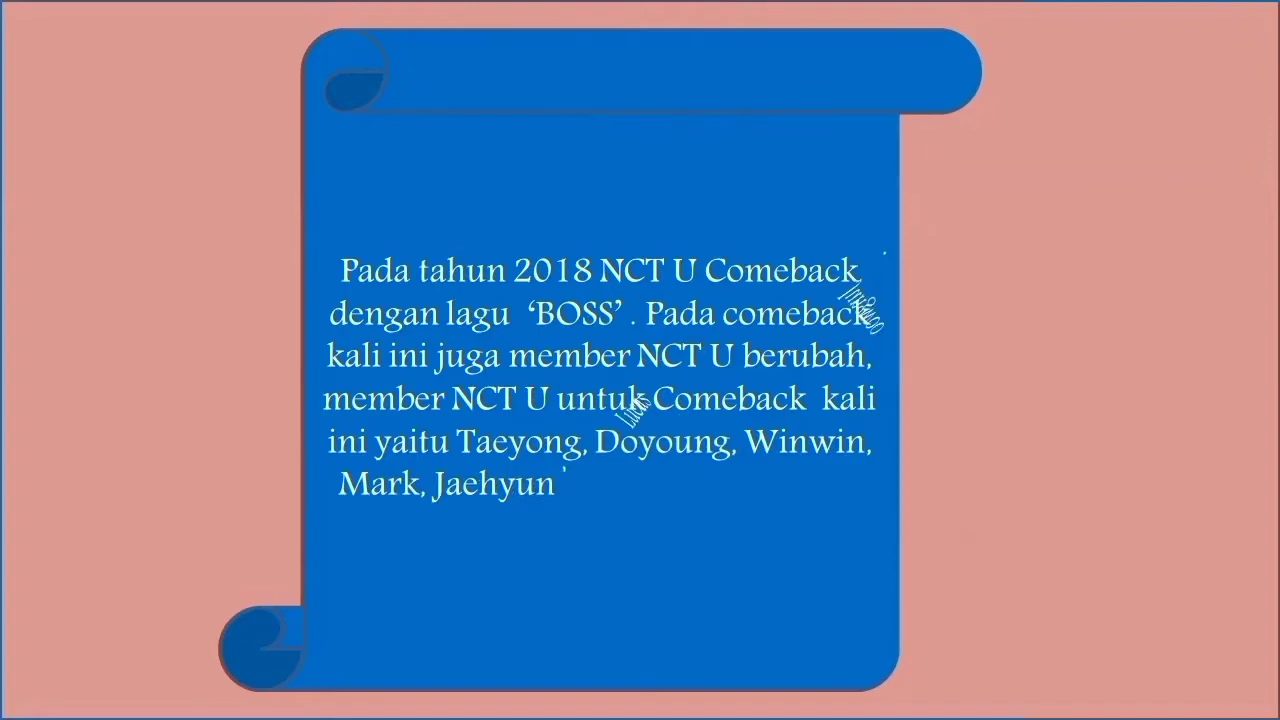 Pada tahun 2018 NCT U Comeback
dengan lagu ‘BOSS’ . Pada comeback
kali ini juga member NCT U berubah,
member NCT U untuk Comeback kali
ini yaitu Taeyong, Doyoung, Winwin,
Mark, Jaehyun ,
Lucas